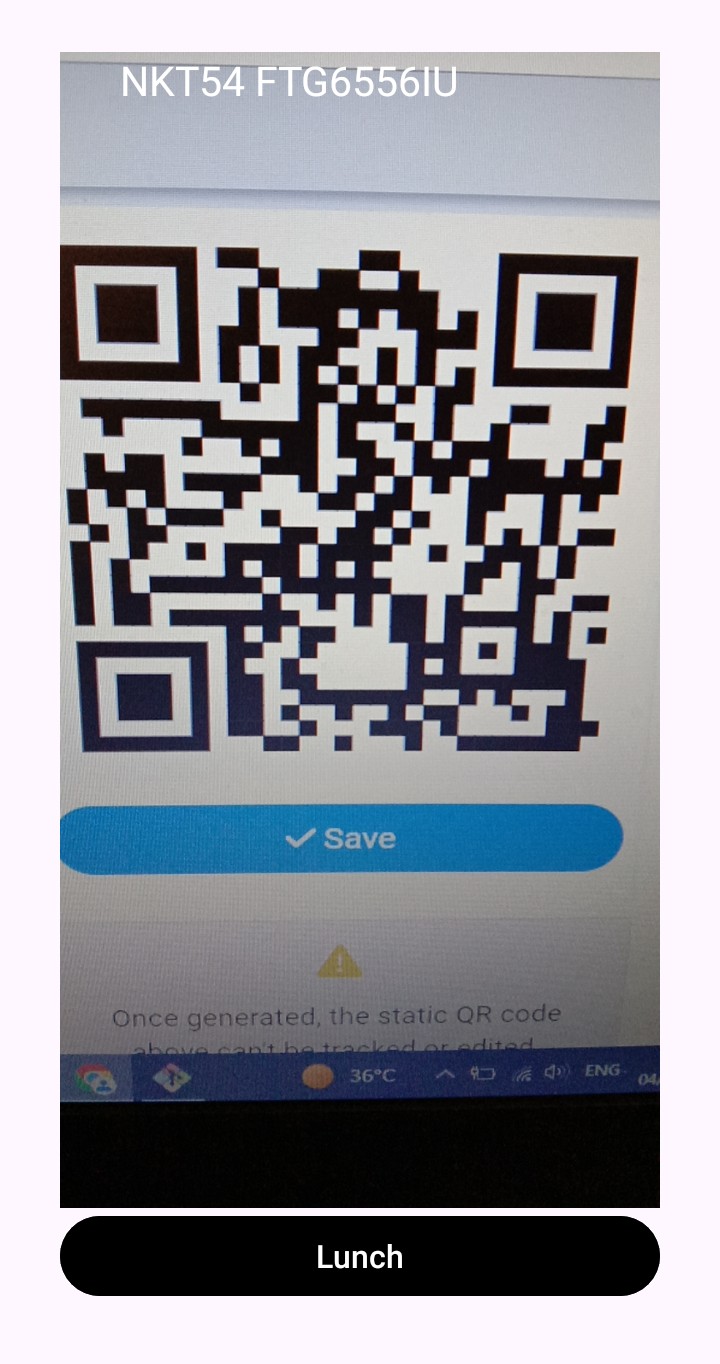 NKT54 FTG6556IU
Save
Once generated, the static QR code
above can't be tracked or edited
36°C
ENG
04/
Lunch